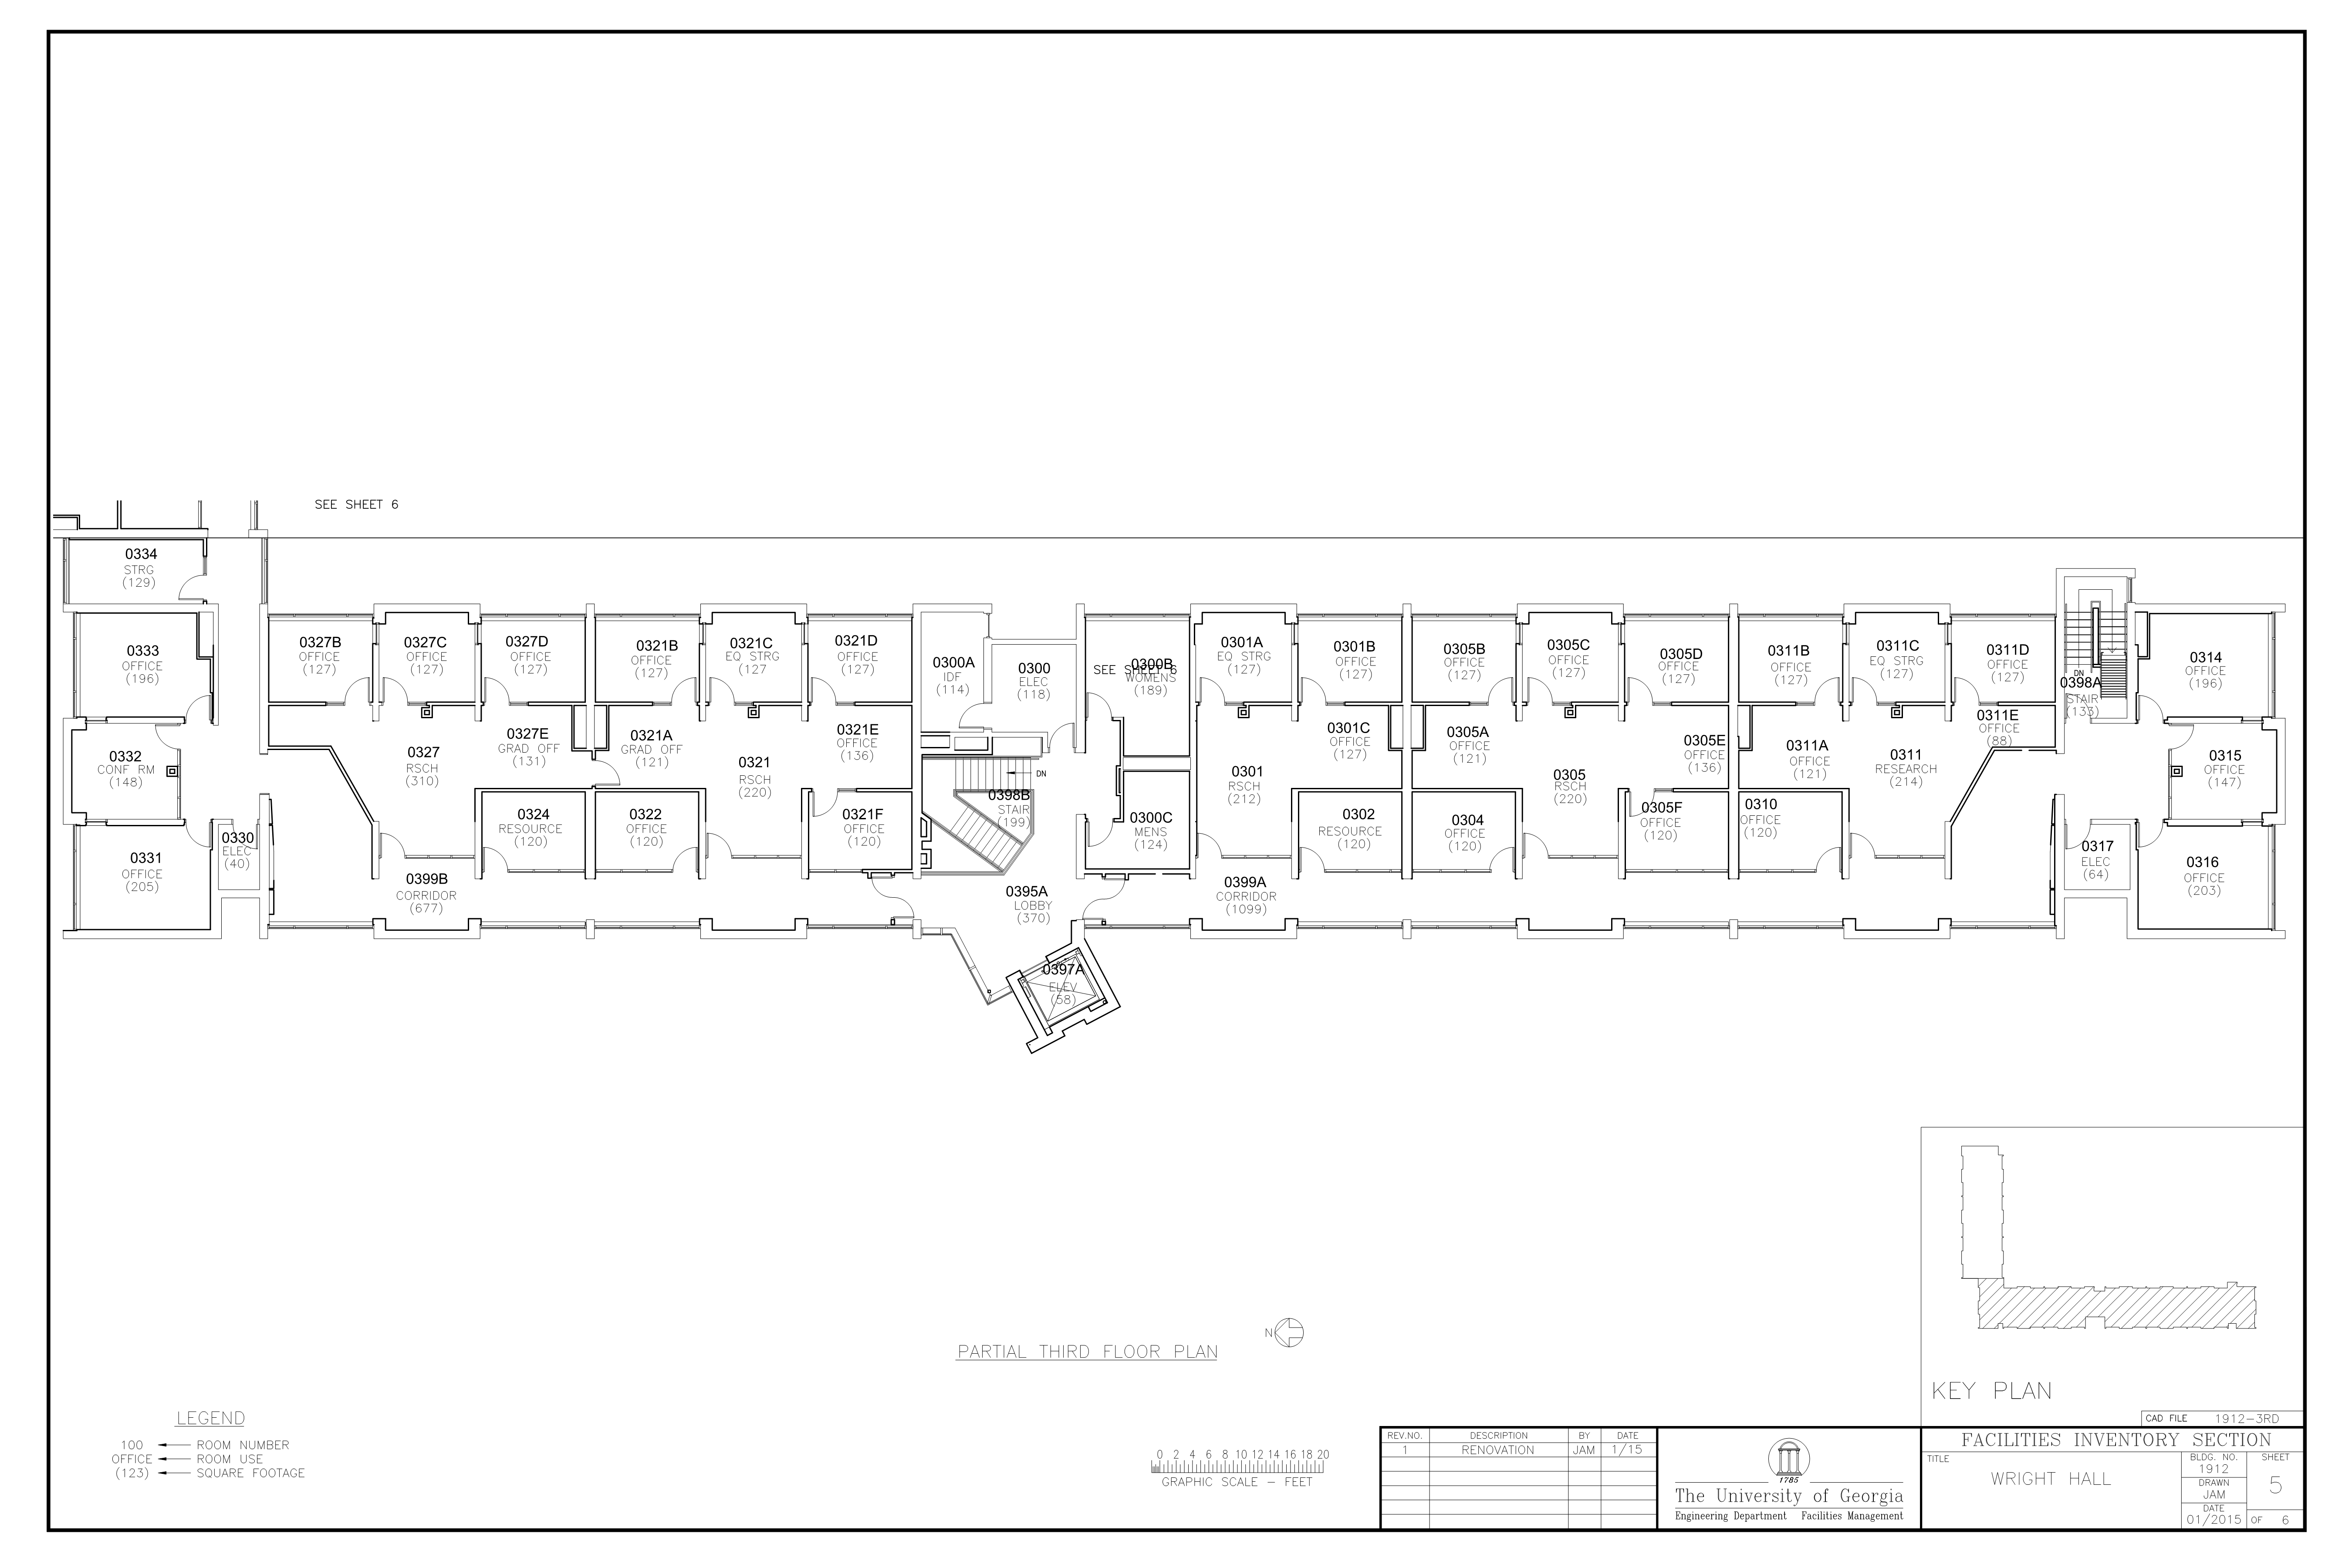 SEE SHEET 6
0334
STRG
(129)
0333
OFFICE
(196)
0332
CONF RM
(148)
0331
OFFICE
(205)
0330
ELEC
(40)
0327B
OFFICE
(127)
0327C
OFFICE
(127)
0327D
OFFICE
(127)
0327
RSCH
(310)
0327E
GRAD OFF
(131)
0324
RESOURCE
(120)
0399B
CORRIDOR
(677)
0321B
OFFICE
(127)
0321C
EQ STRG
(127
0321D
OFFICE
(127)
0321A
GRAD OFF
(121)
0321
RSCH
(220)
0321E
OFFICE
(136)
0322
OFFICE
(120)
0321F
OFFICE
(120)
0300A
IDF
(114)
0300
ELEC
(118)
SEE SHEET 6
0300B
WOMENS
(189)
DN
0398B
STAIR
(199)
0300C
MENS
(124)
0395A
LOBBY
(370)
0397A
ELEV
(58)
0301A
EQ STRG
(127)
0301B
OFFICE
(127)
0301C
OFFICE
(127)
0301
RSCH
(212)
0302
RESOURCE
(120)
0399A
CORRIDOR
(1099)
0305B
OFFICE
(127)
0305C
OFFICE
(127)
0305D
OFFICE
(127)
0305A
OFFICE
(121)
0305
RSCH
(220)
0305E
OFFICE
(136)
0304
OFFICE
(120)
0305F
OFFICE
(120)
0311B
OFFICE
(127)
0311C
EQ STRG
(127)
0311D
OFFICE
(127)
0311A
OFFICE
(121)
0311
RESEARCH
(214)
0311E
OFFICE
(88)
0310
OFFICE
(120)
DN
0398A
STAIR
(133)
0314
OFFICE
(196)
0315
OFFICE
(147)
0316
OFFICE
(203)
0317
ELEC
(64)
PARTIAL THIRD FLOOR PLAN
N
KEY PLAN
LEGEND
100 ROOM NUMBER
OFFICE ROOM USE
(123) SQUARE FOOTAGE
0 2 4 6 8 10 12 14 16 18 20
GRAPHIC SCALE – FEET
REV.NO. DESCRIPTION BY DATE
1 RENOVATION JAM 1/15
1785
The University of Georgia
Engineering Department Facilities Management
CAD FILE 1912–3RD
FACILITIES INVENTORY SECTION
TITLE
WRIGHT HALL
BLDG. NO.
1912
DRAWN
JAM
DATE
01/2015
SHEET
5
OF 6